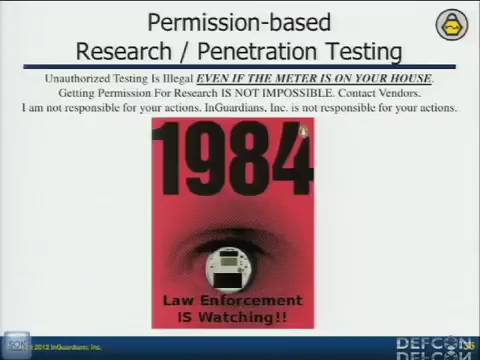 Permission-based
Research / Penetration Testing
Unauthorized Testing Is Illegal EVEN IF THE METER IS ON YOUR HOUSE.
Getting Permission For Research IS NOT IMPOSSIBLE. Contact Vendors.
I am not responsible for your actions. InGuardians, Inc. is not responsible for your actions.
1984
Law Enforcement
IS Watching!!
© 2012 InGuardians, Inc.
DEFCON